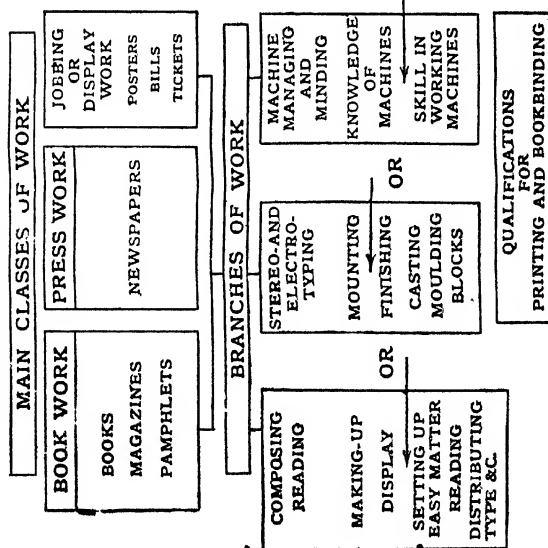 MAIN CLASSES OF WORK
BOOK WORK
BOOKS
MAGAZINES
PAMPHLETS
PRESS WORK
NEWSPAPERS
JOBBING
OR
DISPLAY
WORK
POSTERS
BILLS
TICKETS
BRANCHES OF WORK
COMPOSING
READING
MAKING-UP
DISPLAY
SETTING UP
EASY MATTER
READING
DISTRIBUTING
TYPE &C.
OR
STEREO-AND
ELECTRO-
TYPING
MOUNTING
FINISHING
CASTING
MOULDING
BLOCKS
OR
MACHINE
MANAGING
AND
MINDING
KNOWLEDGE
OF
MACHINES
SKILL IN
WORKING
MACHINES
QUALIFICATIONS
FOR
PRINTING AND BOOKBINDING